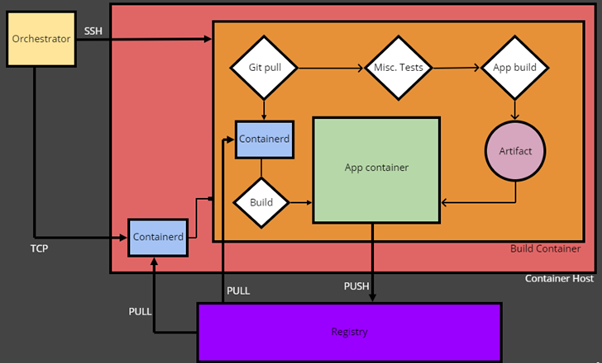 Orchestrator
SSH
Git pull
Misc. Tests
App build
Containerd
App container
Artifact
Build
Containerd
TCP
Build Container
Container Host
PULL
PUSH
PULL
Registry